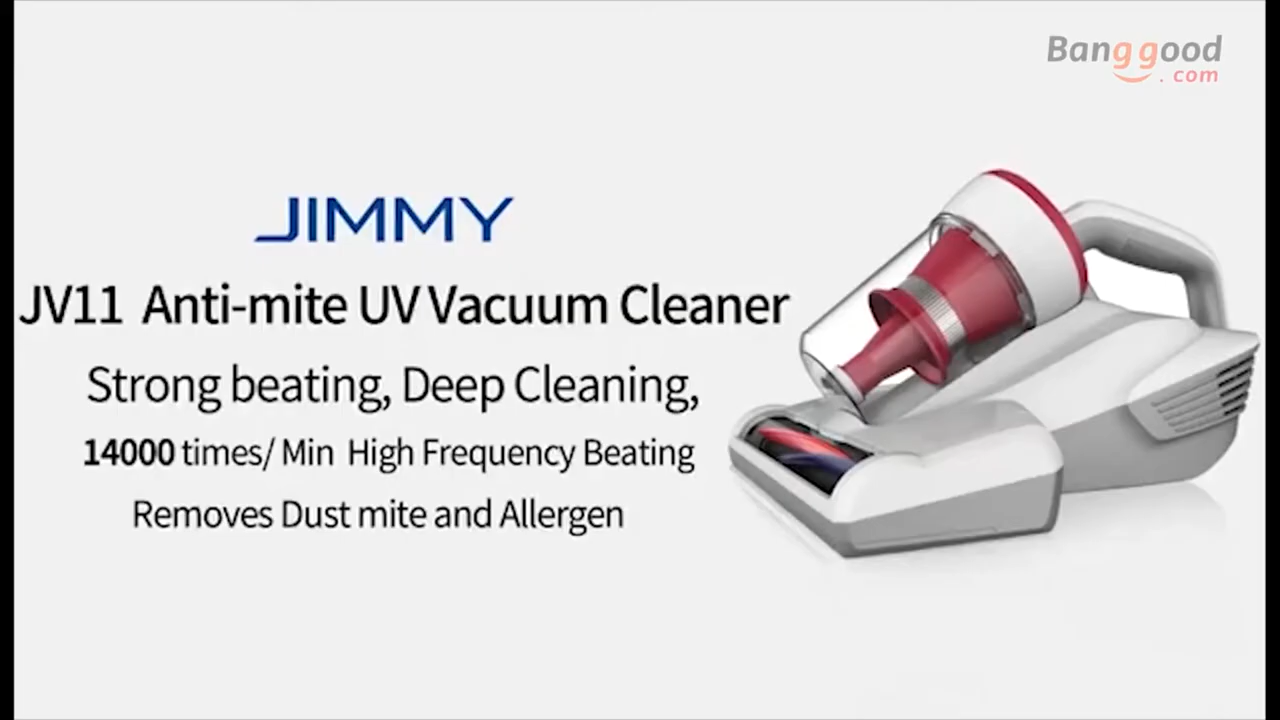 Banggood
.com
JIMMY
JV11 Anti-mite UV Vacuum Cleaner
Strong beating, Deep Cleaning,
14000 times/ Min High Frequency Beating
Removes Dust mite and Allergen